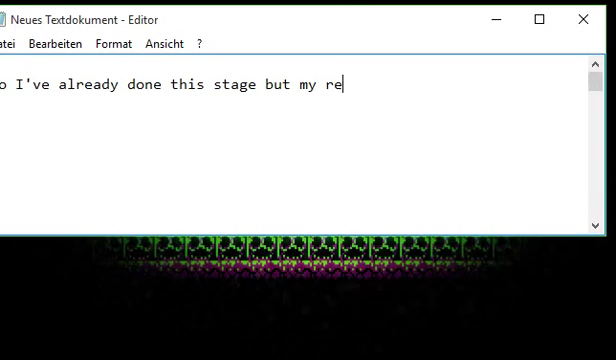 Neues Textdokument - Editor
atei Bearbeiten Format Ansicht ?
o I've already done this stage but my re